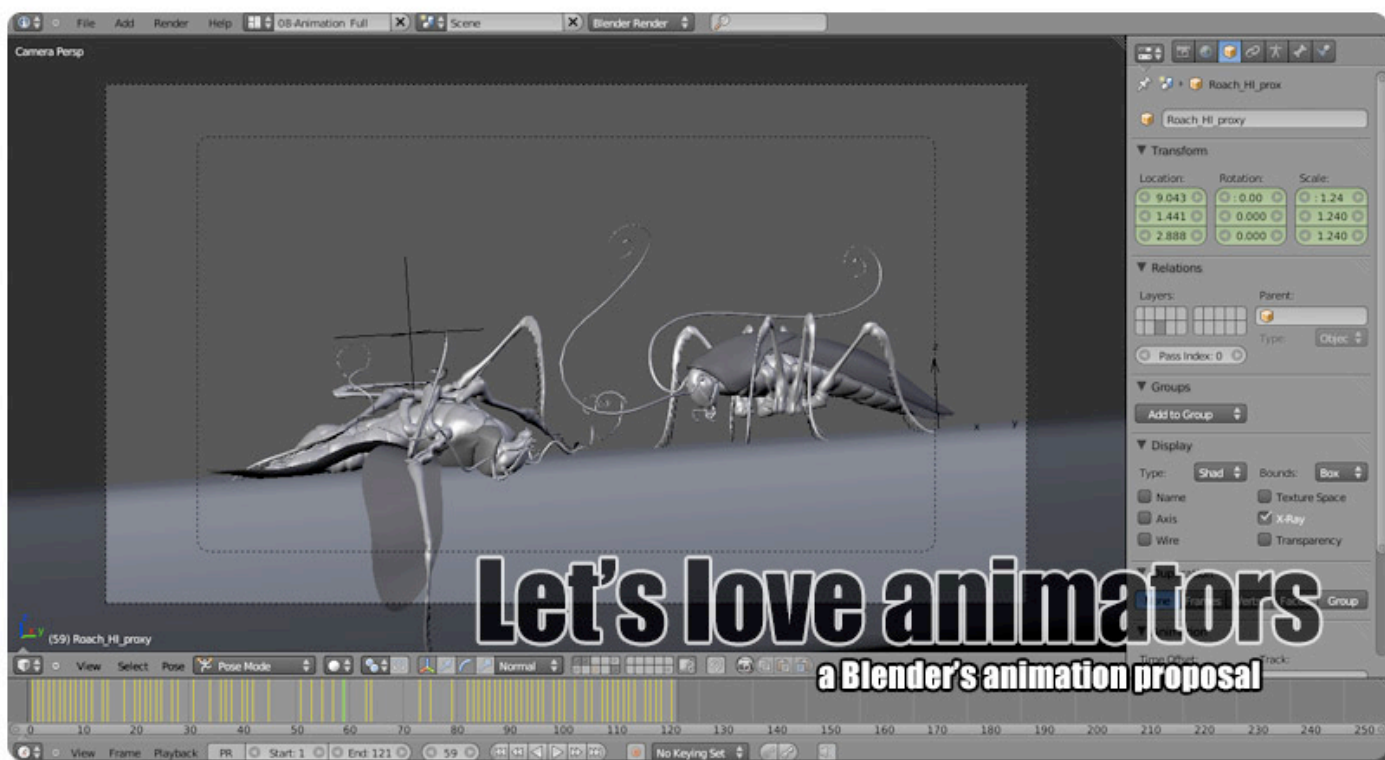 File Add Render Help 08-Animation Full Scene Blender Render
Camera Persp
Roach_HI_prox
Roach_HI_proxy
Transform
Location: Rotation: Scale:
9.043 : 0.00 : 1.24
1.441 0.000 1.240
2.888 0.000 1.240
Relations
Layers: Parent:
Type: Objec
Pass Index: 0
Groups
Add to Group
Display
Type: Shad Bounds: Box
Name Texture Space
Axis X-Ray
Wire Transparency
z
x y
Let's love animators
None Group
a Blender's animation proposal
Time Offset: Track:
y (59) Roach_HI_proxy
View Select Pose Pose Mode Normal
0 10 20 30 40 50 60 70 80 90 100 110 120 130 140 150 160 170 180 190 200 210 220 230 240 250
View Frame Playback PR Start: 1 End: 121 59 No Keying Set